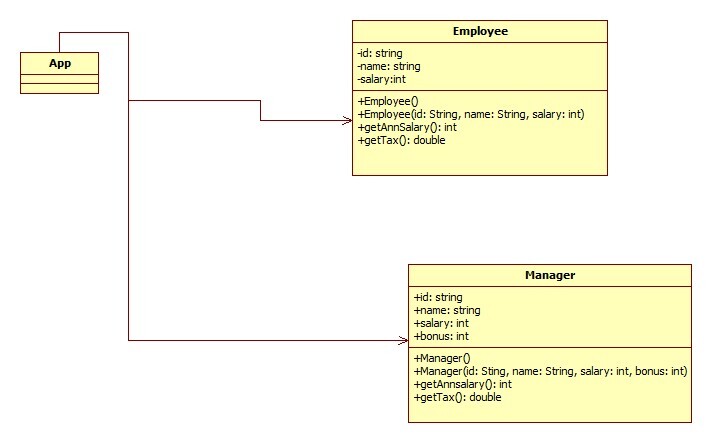 App
Employee
-id: string
-name: string
-salary:int
+Employee()
+Employee(id: String, name: String, salary: int)
+getAnnSalary(): int
+getTax(): double
Manager
+id: string
+name: string
+salary: int
+bonus: int
+Manager()
+Manager(id: Sting, name: String, salary: int, bonus: int)
+getAnnsalary(): int
+getTax(): double